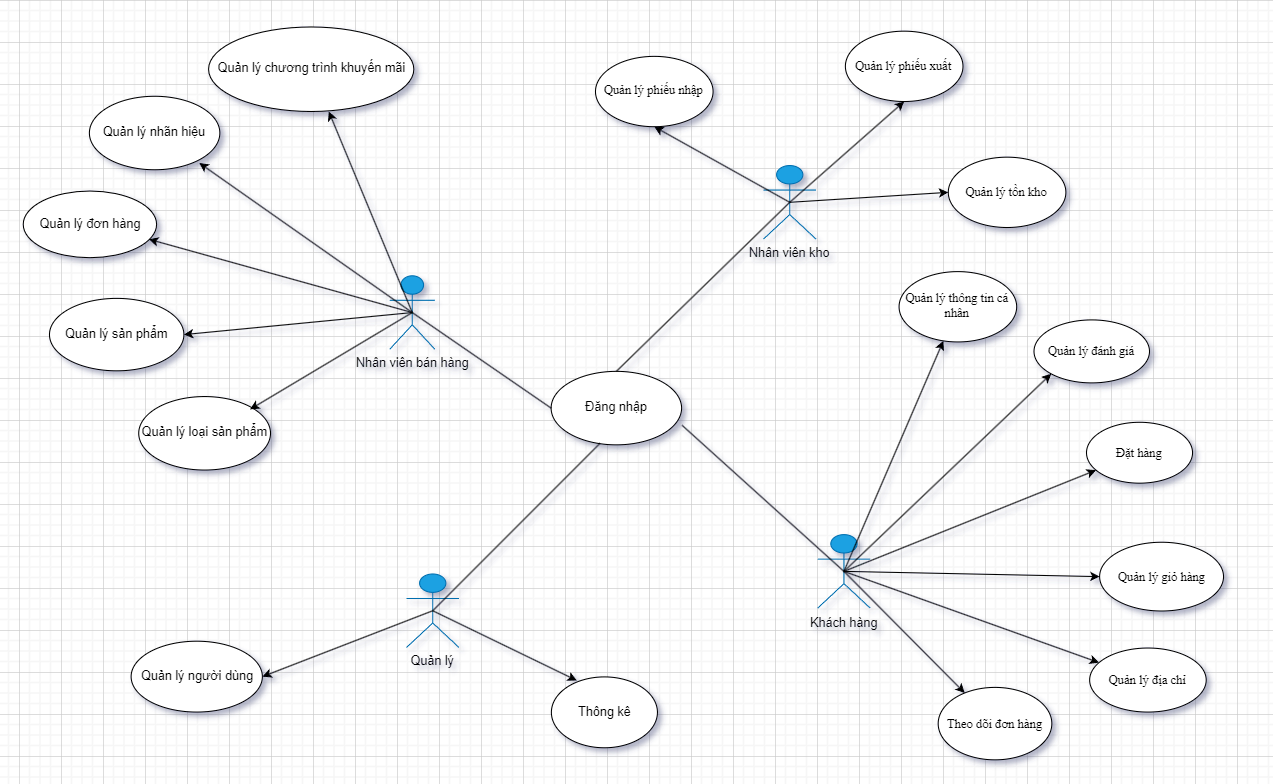 Quản lý chương trình khuyến mãi
Quản lý phiếu xuất
Quản lý phiếu nhập
Quản lý nhãn hiệu
Quản lý tồn kho
Quản lý đơn hàng
Nhân viên kho
Quản lý thông tin cá
nhân
Quản lý sản phẩm
Quản lý đánh giá
Nhân viên bán hàng
Đăng nhập
Quản lý loại sản phẩm
Đặt hàng
Quản lý giỏ hàng
Khách hàng
Quản lý
Quản lý người dùng
Quản lý địa chỉ
Thông kê
Theo dõi đơn hàng